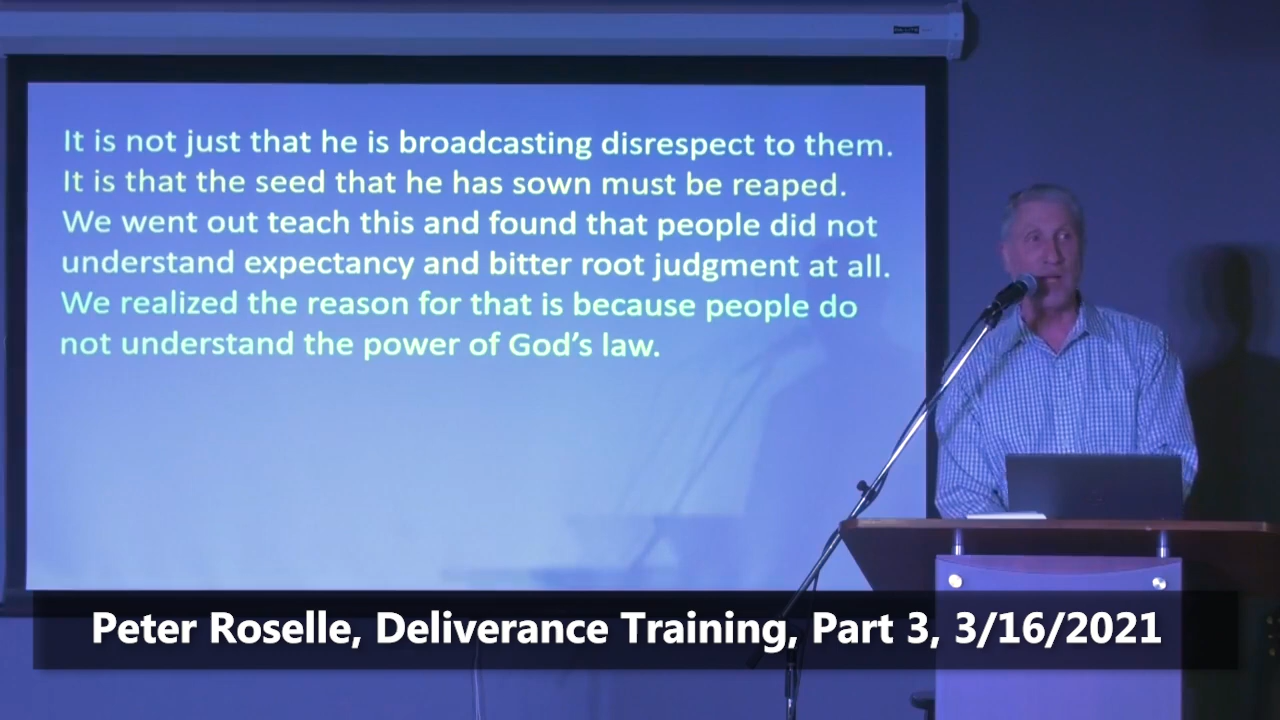 It is not just that he is broadcasting disrespect to them.
It is that the seed that he has sown must be reaped.
We went out teach this and found that people did not
understand expectancy and bitter root judgment at all.
We realized the reason for that is because people do
not understand the power of God's law.
Peter Roselle, Deliverance Training, Part 3, 3/16/2021